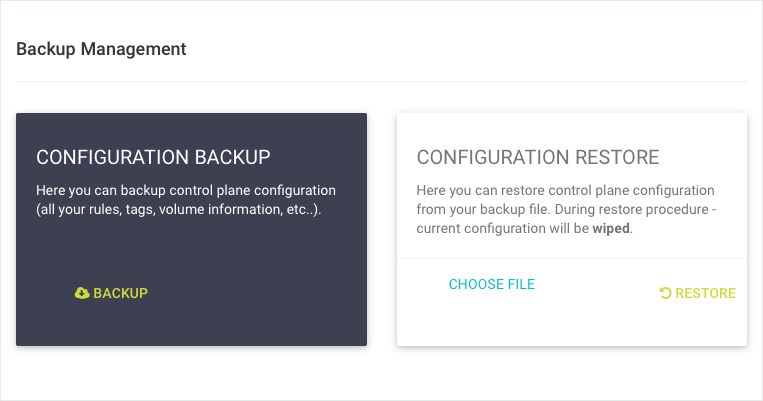 Backup Management
CONFIGURATION BACKUP
Here you can backup control plane configuration
(all your rules, tags, volume information, etc..).
BACKUP
CONFIGURATION RESTORE
Here you can restore control plane configuration
from your backup file. During restore procedure -
current configuration will be wiped.
CHOOSE FILE
RESTORE